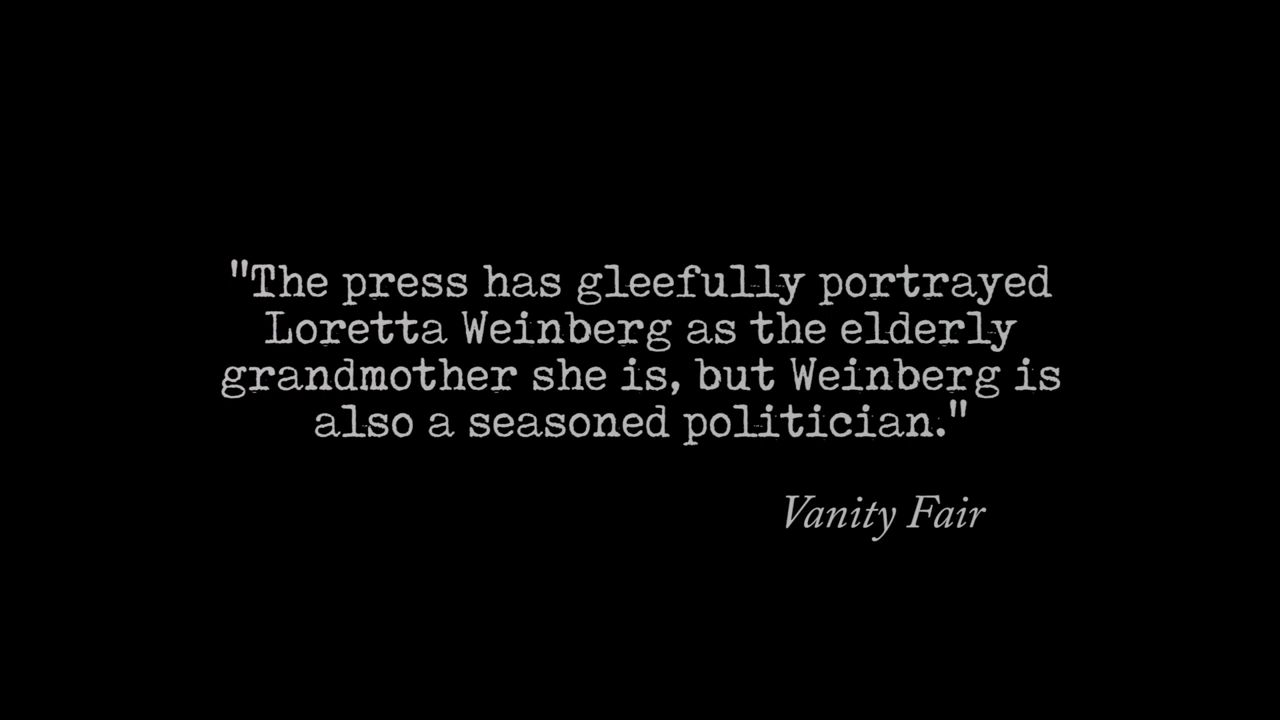 "The press has gleefully portrayed
Loretta Weinberg as the elderly
grandmother she is, but Weinberg is
also a seasoned politician."
Vanity Fair